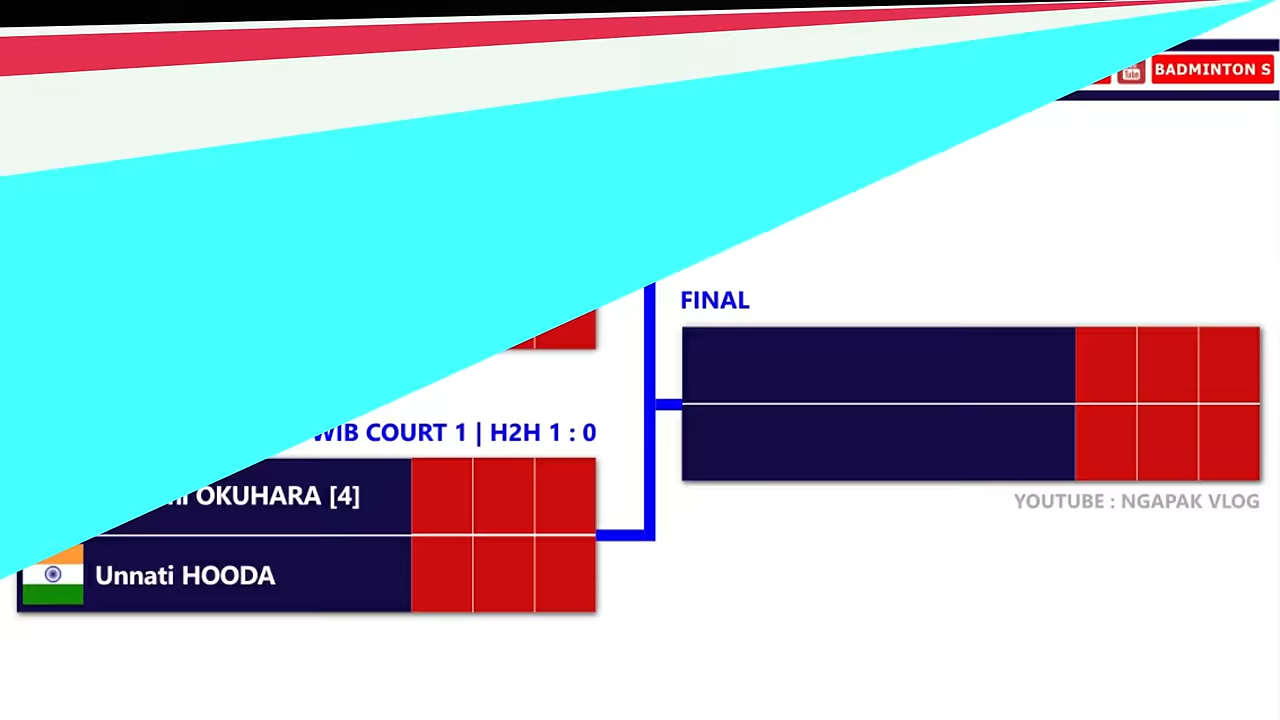 BADMINTON S
FINAL
WIB COURT 1 | H2H 1 : 0
OKUHARA [4]
YOUTUBE : NGAPAK VLOG
Unnati HOODA